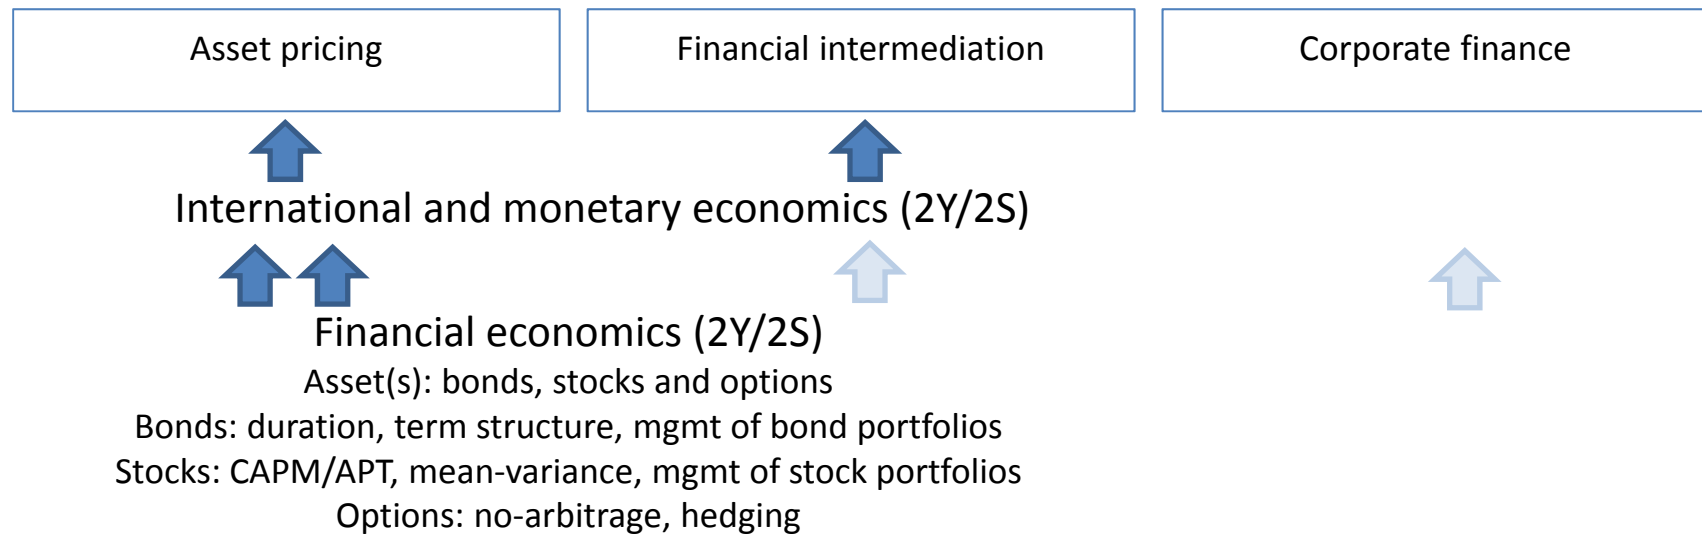 Asset pricing
Financial intermediation
Corporate finance
International and monetary economics (2Y/2S)
Financial economics (2Y/2S)
Asset(s): bonds, stocks and options
Bonds: duration, term structure, mgmt of bond portfolios
Stocks: CAPM/APT, mean-variance, mgmt of stock portfolios
Options: no-arbitrage, hedging